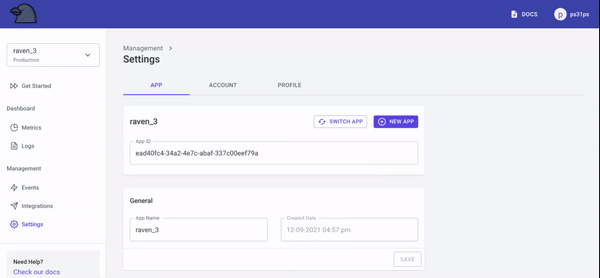 DOCS
p
ps31ps
raven_3
Production
Get Started
Dashboard
Metrics
Logs
Management
Events
Integrations
Settings
Need Help?
Check our docs
Management >
Settings
APP
ACCOUNT
PROFILE
raven_3
SWITCH APP
NEW APP
App ID
ead40fc4-34a2-4e7c-abaf-337c00eef79a
General
App Name
raven_3
Created Date
12-09-2021 04:57 pm
SAVE